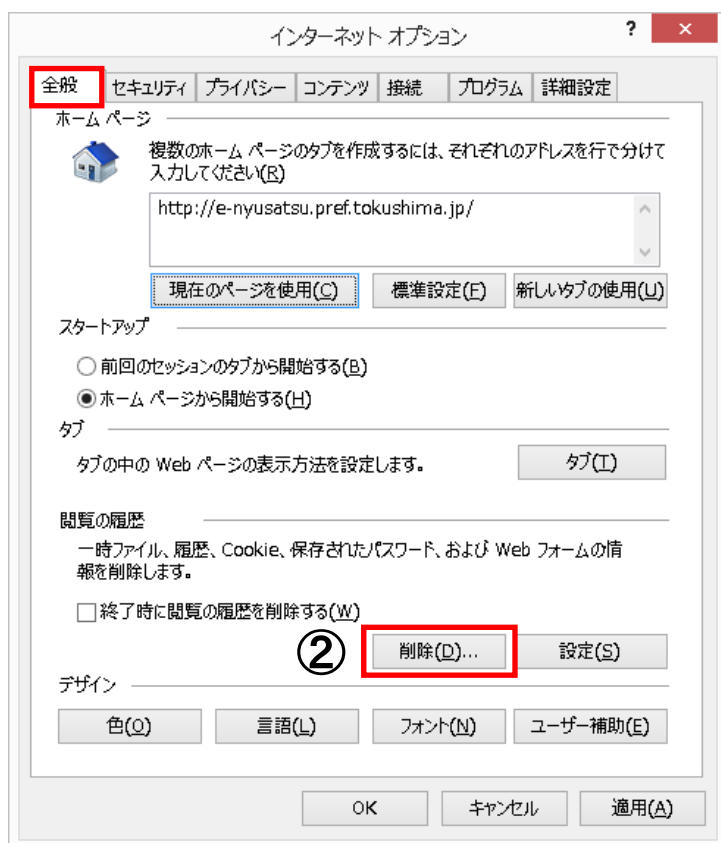 インターネット オプション
?
×
全般 セキュリティ プライバシー コンテンツ 接続 プログラム 詳細設定
ホーム ページ
複数のホーム ページのタブを作成するには、それぞれのアドレスを行で分けて
入力してください(R)
http://e-nyusatsu.pref.tokushima.jp/
現在のページを使用(C) 標準設定(F) 新しいタブの使用(U)
スタートアップ
前回のセッションのタブから開始する(B)
ホーム ページから開始する(H)
タブ
タブの中の Web ページの表示方法を設定します。 タブ(T)
閲覧の履歴
一時ファイル、履歴、Cookie、保存されたパスワード、および Web フォームの情
報を削除します。
終了時に閲覧の履歴を削除する(W)
② 削除(D)... 設定(S)
デザイン
色(O) 言語(L) フォント(N) ユーザー補助(E)
OK キャンセル 適用(A)